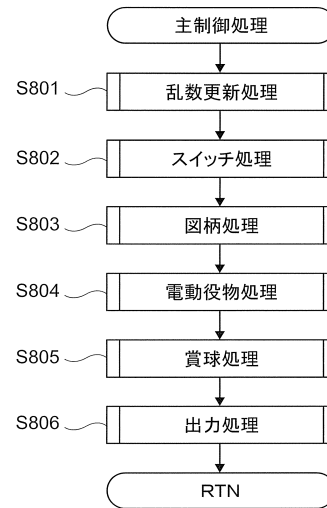 主制御処理
S801 乱数更新処理
S802 スイッチ処理
S803 図柄処理
S804 電動役物処理
S805 賞球処理
S806 出力処理
RTN